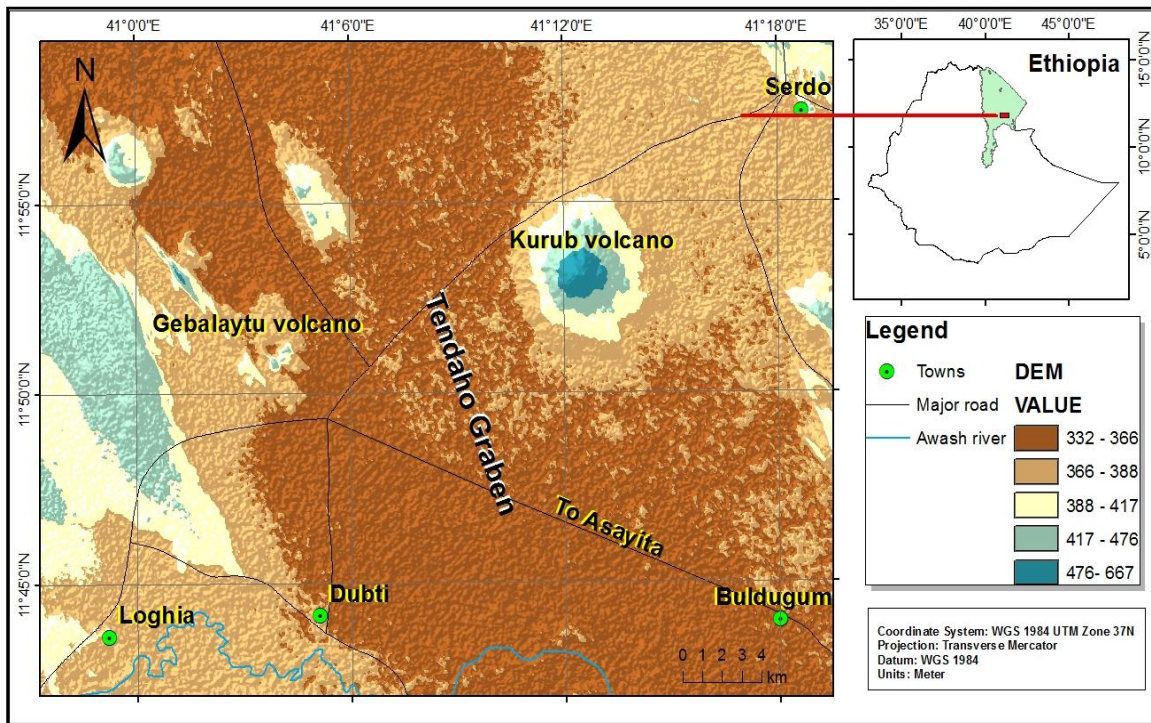 41°0'0"E 41°6'0"E 41°12'0"E 41°18'0"E
N
Serdo
11°55'0"N
Kurub volcano
Gebalaytu volcano
Tendaho Graben
11°50'0"N
To Asayita
11°45'0"N
Loghia
Dubti
Buldugum
0 1 2 3 4
km
35°0'0"E 40°0'0"E 45°0'0"E
Ethiopia
15°0'0"N
10°0'0"N
5°0'0"N
Legend
Towns
Major road
Awash river
DEM
VALUE
332 - 366
366 - 388
388 - 417
417 - 476
476- 667
Coordinate System: WGS 1984 UTM Zone 37N
Projection: Transverse Mercator
Datum: WGS 1984
Units: Meter